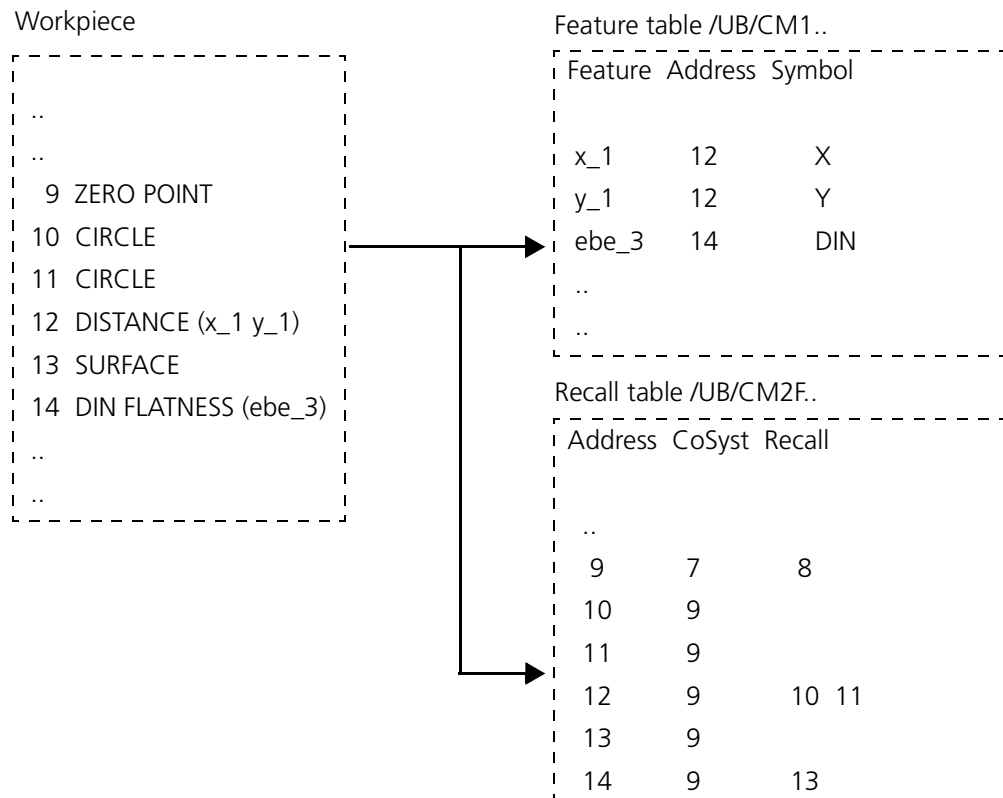 Workpiece
..
..
9 ZERO POINT
10 CIRCLE
11 CIRCLE
12 DISTANCE (x_1 y_1)
13 SURFACE
14 DIN FLATNESS (ebe_3)
..
..
Feature table /UB/CM1..
Feature Address Symbol
x_1 12 X
y_1 12 Y
ebe_3 14 DIN
..
..
Recall table /UB/CM2F..
Address CoSyst Recall
..
9 7 8
10 9
11 9
12 9 10 11
13 9
14 9 13